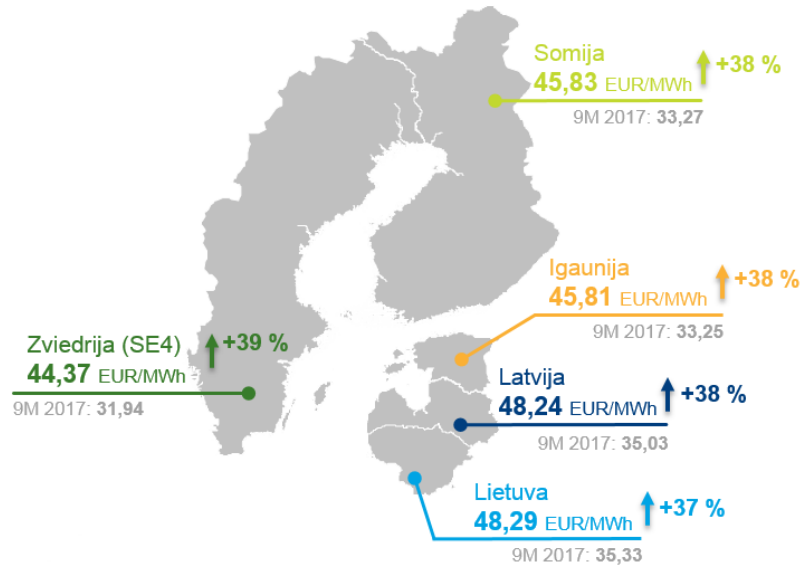 Somija
45,83 EUR/MWh
+38 %
9M 2017: 33,27
Igaunija
45,81 EUR/MWh
+38 %
9M 2017: 33,25
Zviedrija (SE4)
44,37 EUR/MWh
+39 %
9M 2017: 31,94
Latvija
48,24 EUR/MWh
+38 %
9M 2017: 35,03
Lietuva
48,29 EUR/MWh
+37 %
9M 2017: 35,33